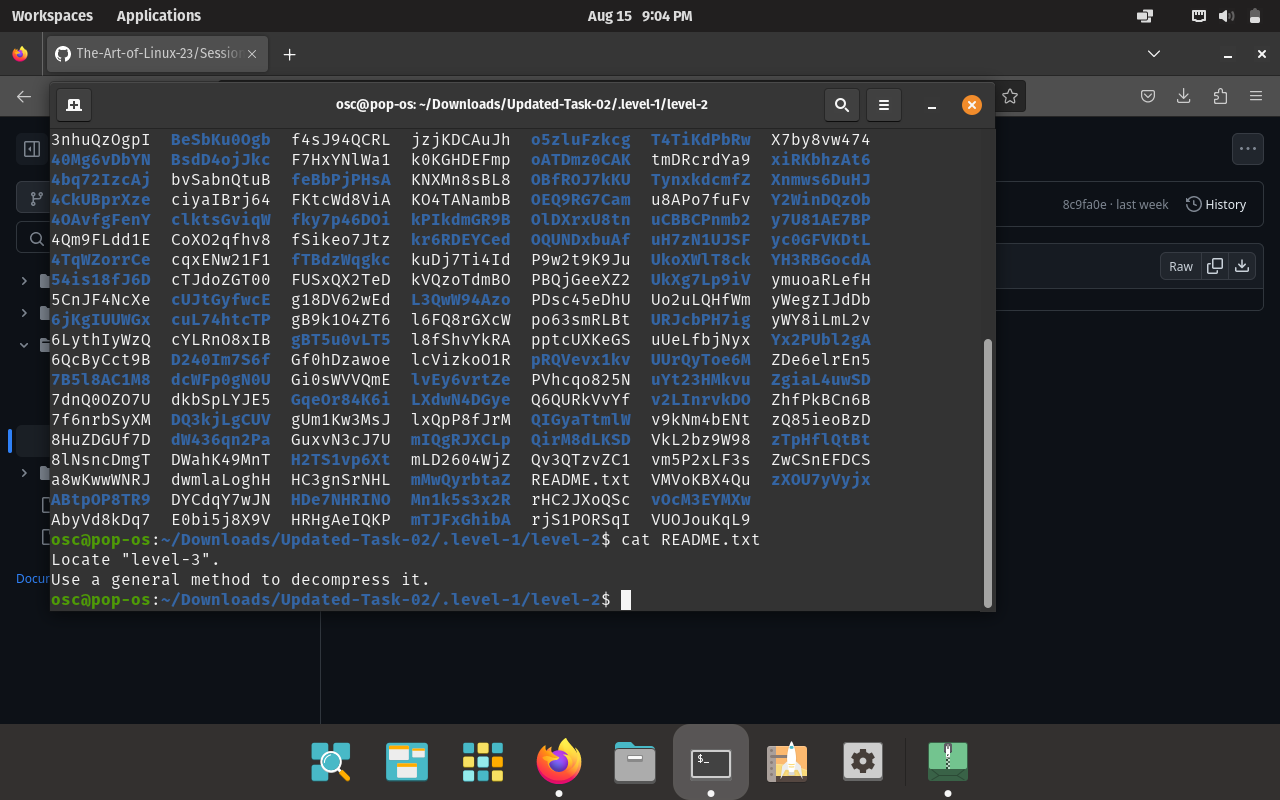 Workspaces Applications Aug 15 9:04 PM
The-Art-of-Linux-23/Session
osc@pop-os: ~/Downloads/Updated-Task-02/.level-1/level-2
3nhuQzOgpI BeSbKu0Ogb f4sJ94QCRL jzjKDCAuJh o5zluFzkcg T4TiKdPbRw X7by8vw474
40Mg6vDbYN BsdD4ojJkc F7HxYNlWa1 k0KGHDEFmp oATDmz0CAK tmDRcrdYa9 xiRKbhzAt6
4bq72IzcAj bvSabnQtuB feBbPjPHsA KNXMn8sBL8 OBfROJ7kKU TynxkdcmfZ Xnmws6DuHJ
4CkUBprXze ciyaIBrj64 FKtcWd8ViA KO4TANambB OEQ9RG7Cam u8APo7fuFv Y2WinDQzOb
4OAvfgFenY clktsGviqW fky7p46DOi kPIkdmGR9B OlDXrxU8tn uCBBCPnmb2 y7U81AE7BP
4Qm9FLdd1E CoXO2qfhv8 fSikeo7Jtz kr6RDEYCed OQUNDxbuAf uH7zN1UJSF yc0GFVKDtL
4TqWZorrCe cqxENw21F1 fTBdzWqgkc kuDj7Ti4Id P9w2t9K9Ju UkoXWlT8ck YH3RBGocdA
54is18fJ6D cTJdoZGT00 FUSxQX2TeD kVQzoTdmBO PBQjGeeXZ2 UkXg7Lp9iV ymuoaRLefH
5CnJF4NcXe cUJtGyfwcE g18DV62wEd L3QwW94Azo PDsc45eDhU Uo2uLQHfWm yWegzIJdDb
6jKgIUUWGx cuL74htcTP gB9k1O4ZT6 l6FQ8rGXcW po63smRLBt URJcbPH7ig yWY8iLmL2v
6LythIyWzQ cYLRnO8xIB gBT5u0vLT5 l8fShvYkRA pptcUXKeGS uUeLfbjNyx Yx2PUbl2gA
6QcByCct9B D240Im7S6f Gf0hDzawoe lcVizkoO1R pRQVevx1kv UUrQyToe6M ZDe6elrEn5
7B5l8AC1M8 dcWFp0gN0U Gi0sWVVQmE lvEy6vrtZe PVhcqo825N uYt23HMkvu ZgiaL4uwSD
7dnQ0OZO7U dkbSpLYJE5 GqeOr84K6i LXdwN4DGye Q6QURkVvYf v2LInrvkDO ZhfPkBCn6B
7f6nrbSyXM DQ3kjLgCUV gUm1Kw3MsJ lxQpP8fJrM QIGyaTtmlW v9kNm4bENt zQ85ieoBzD
8HuZDGUf7D dW436qn2Pa GuxvN3cJ7U mIQgRJXCLp QirM8dLKSD VkL2bz9W98 zTpHflQtBt
8lNsncDmgT DWahK49MnT H2TS1vp6Xt mLD2604WjZ Qv3QTzvZC1 vm5P2xLF3s ZwCSnEFDCS
a8wKwwWNRJ dwmlaLoghH HC3gnSrNHL mMwQyrbtaZ README.txt VMVoKBX4Qu zXOU7yVyjx
ABtpOP8TR9 DYCdqY7wJN HDe7NHRINO Mn1k5s3x2R rHC2JXoQSc vOcM3EYMXw
AbyVd8kDq7 E0bi5j8X9V HRHgAeIQKP mTJFxGhibA rjS1PORSqI VUOJouKqL9
osc@pop-os:~/Downloads/Updated-Task-02/.level-1/level-2$ cat README.txt
Locate "level-3".
Use a general method to decompress it.
osc@pop-os:~/Downloads/Updated-Task-02/.level-1/level-2$
8c9fa0e · last week History
Raw
Docum
$_